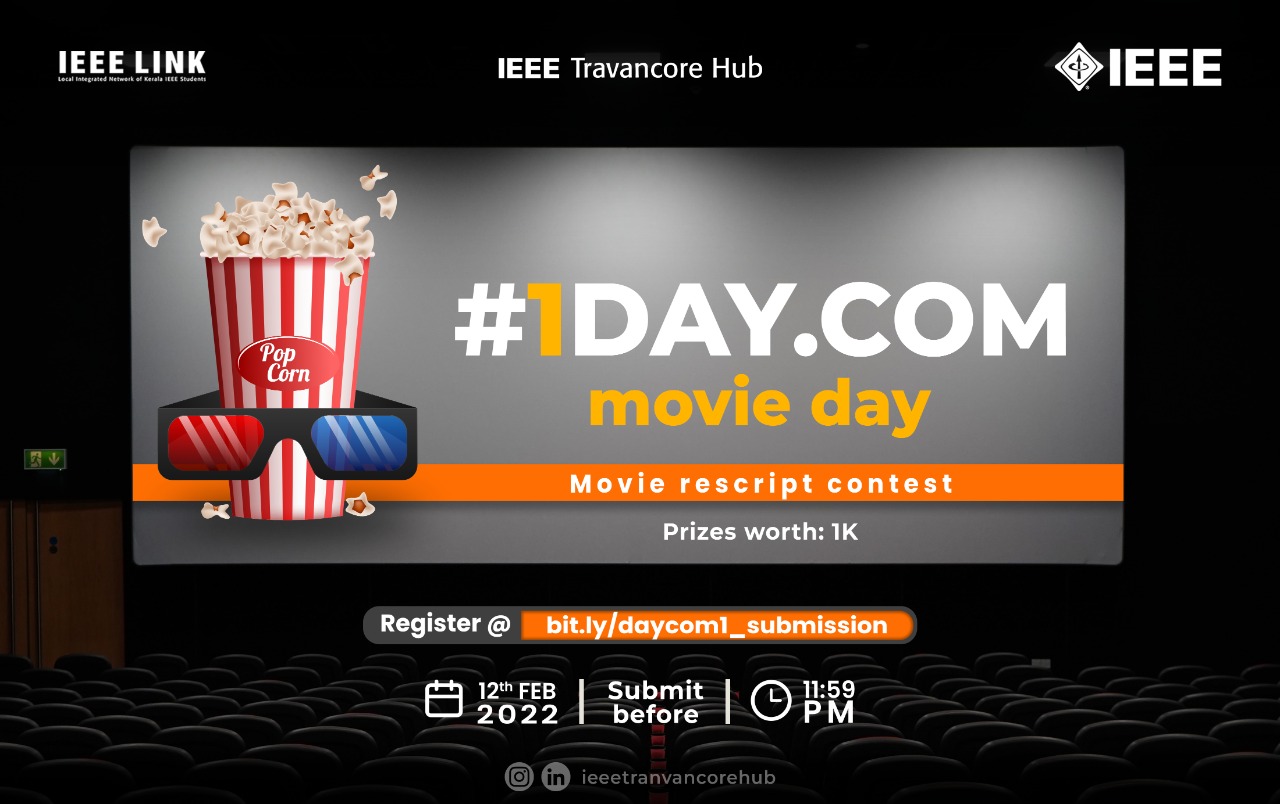 IEEE LINK
Local Integrated Network of Kerala IEEE Students
IEEE Travancore Hub
IEEE
Pop
Corn
#1DAY.COM
movie day
Movie rescript contest
Prizes worth: 1K
Register @ bit.ly/daycom1_submission
12th FEB
2022
Submit
before
11:59
PM
ieeetranvancorehub